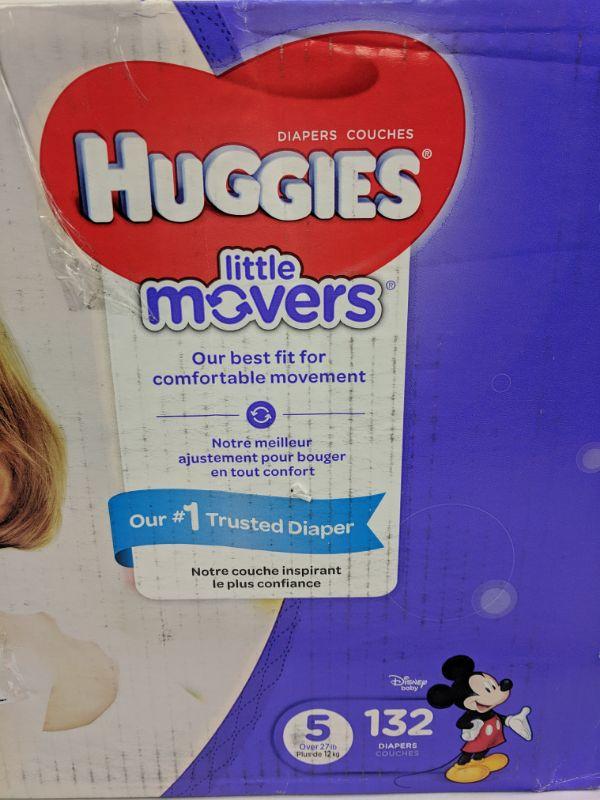 DIAPERS COUCHES
HUGGIES®
little
movers®
Our best fit for
comfortable movement
Notre meilleur
ajustement pour bouger
en tout confort
Our #1 Trusted Diaper
Notre couche inspirant
le plus confiance
Disney
baby
5
Over 27 lb
Plus de 12 kg
132
DIAPERS
COUCHES